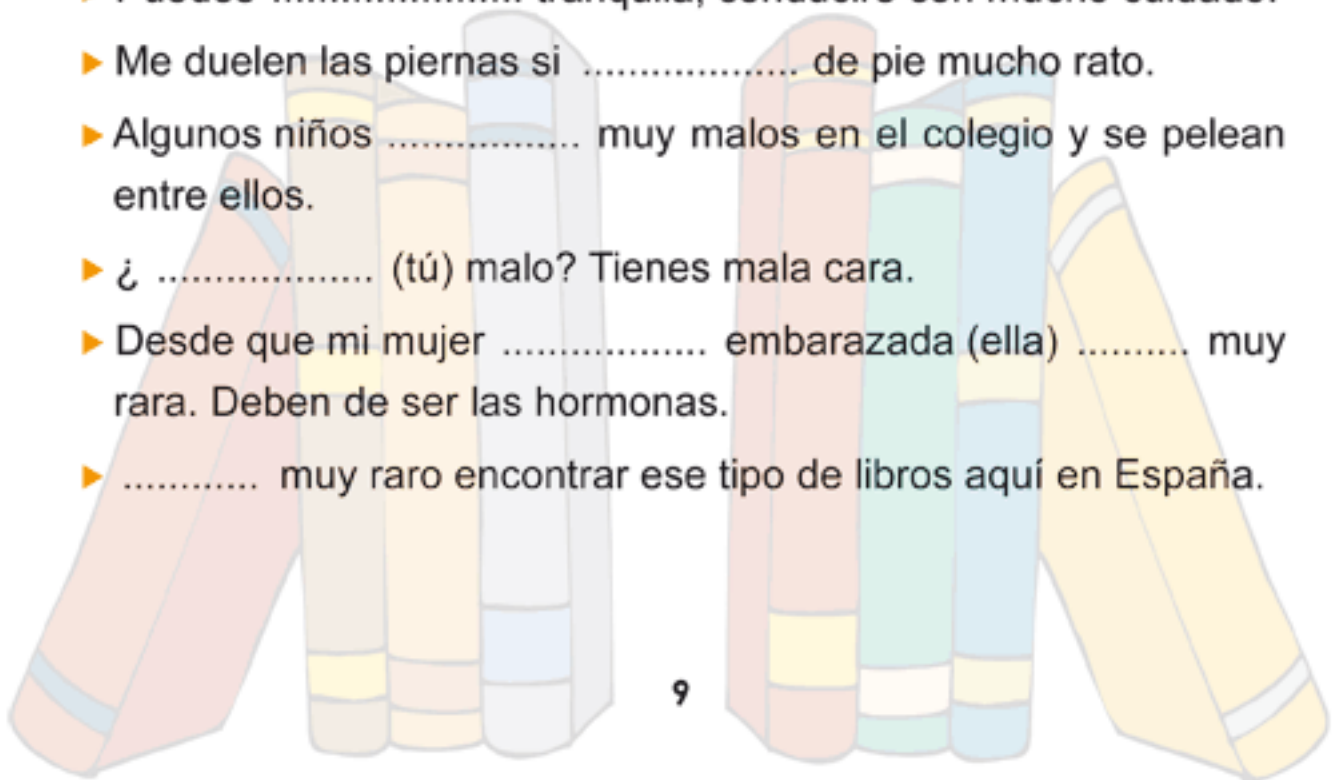 ▶ Me duelen las piernas si ................... de pie mucho rato.
▶ Algunos niños ................. muy malos en el colegio y se pelean
entre ellos.
▶ ¿ ................... (tú) malo? Tienes mala cara.
▶ Desde que mi mujer .................. embarazada (ella) .......... muy
rara. Deben de ser las hormonas.
▶ ............ muy raro encontrar ese tipo de libros aquí en España.
9